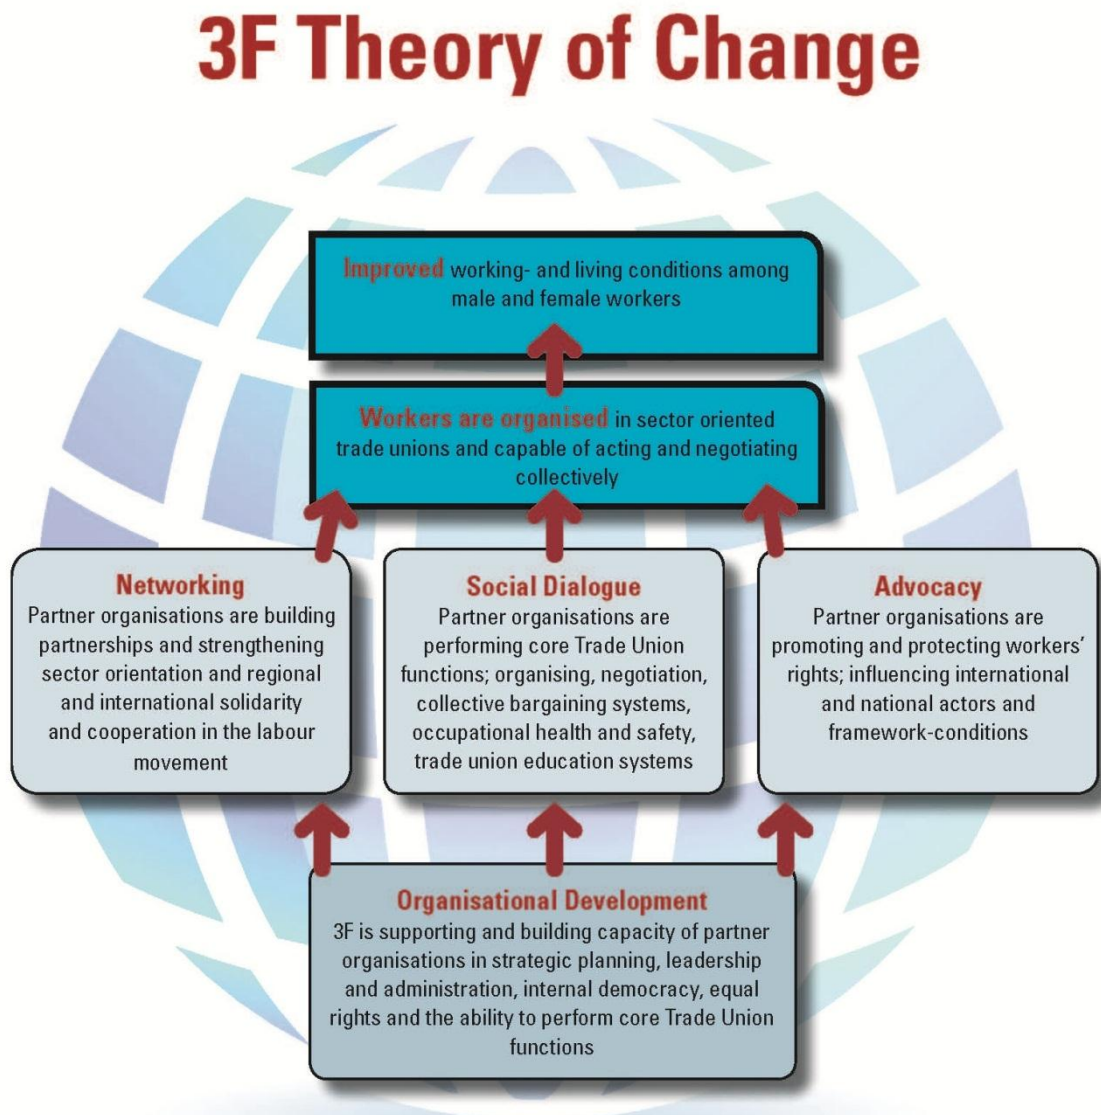 3F Theory of Change
Improved working- and living conditions among
male and female workers
Workers are organised in sector oriented
trade unions and capable of acting and negotiating
collectively
Networking
Partner organisations are building
partnerships and strengthening
sector orientation and regional
and international solidarity
and cooperation in the labour
movement
Social Dialogue
Partner organisations are
performing core Trade Union
functions; organising, negotiation,
collective bargaining systems,
occupational health and safety,
trade union education systems
Advocacy
Partner organisations are
promoting and protecting workers’
rights; influencing international
and national actors and
framework-conditions
Organisational Development
3F is supporting and building capacity of partner
organisations in strategic planning, leadership
and administration, internal democracy, equal
rights and the ability to perform core Trade Union
functions